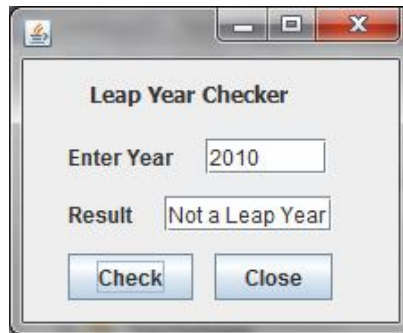 Leap Year Checker
Enter Year 2010
Result Not a Leap Year
Check Close